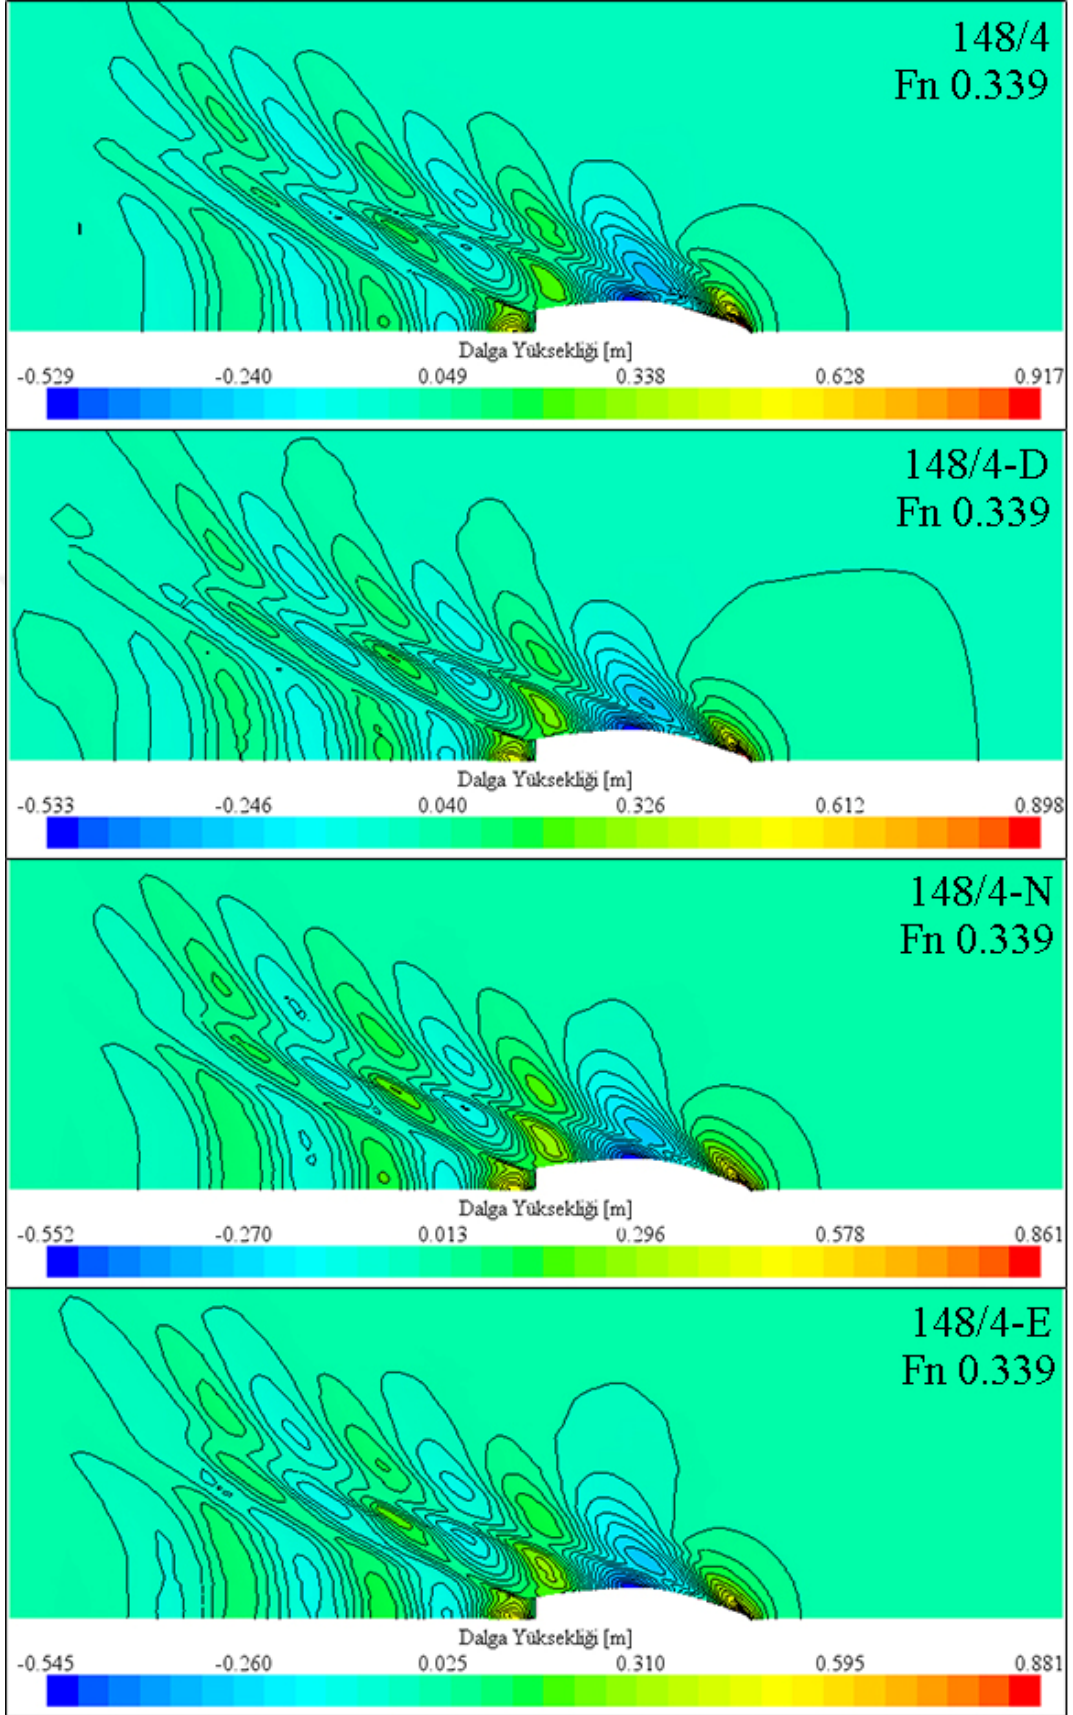 148/4
Fn 0.339
Dalga Yüksekliği [m]
-0.529 -0.240 0.049 0.338 0.628 0.917
148/4-D
Fn 0.339
Dalga Yüksekliği [m]
-0.533 -0.246 0.040 0.326 0.612 0.898
148/4-N
Fn 0.339
Dalga Yüksekliği [m]
-0.552 -0.270 0.013 0.296 0.578 0.861
148/4-E
Fn 0.339
Dalga Yüksekliği [m]
-0.545 -0.260 0.025 0.310 0.595 0.881